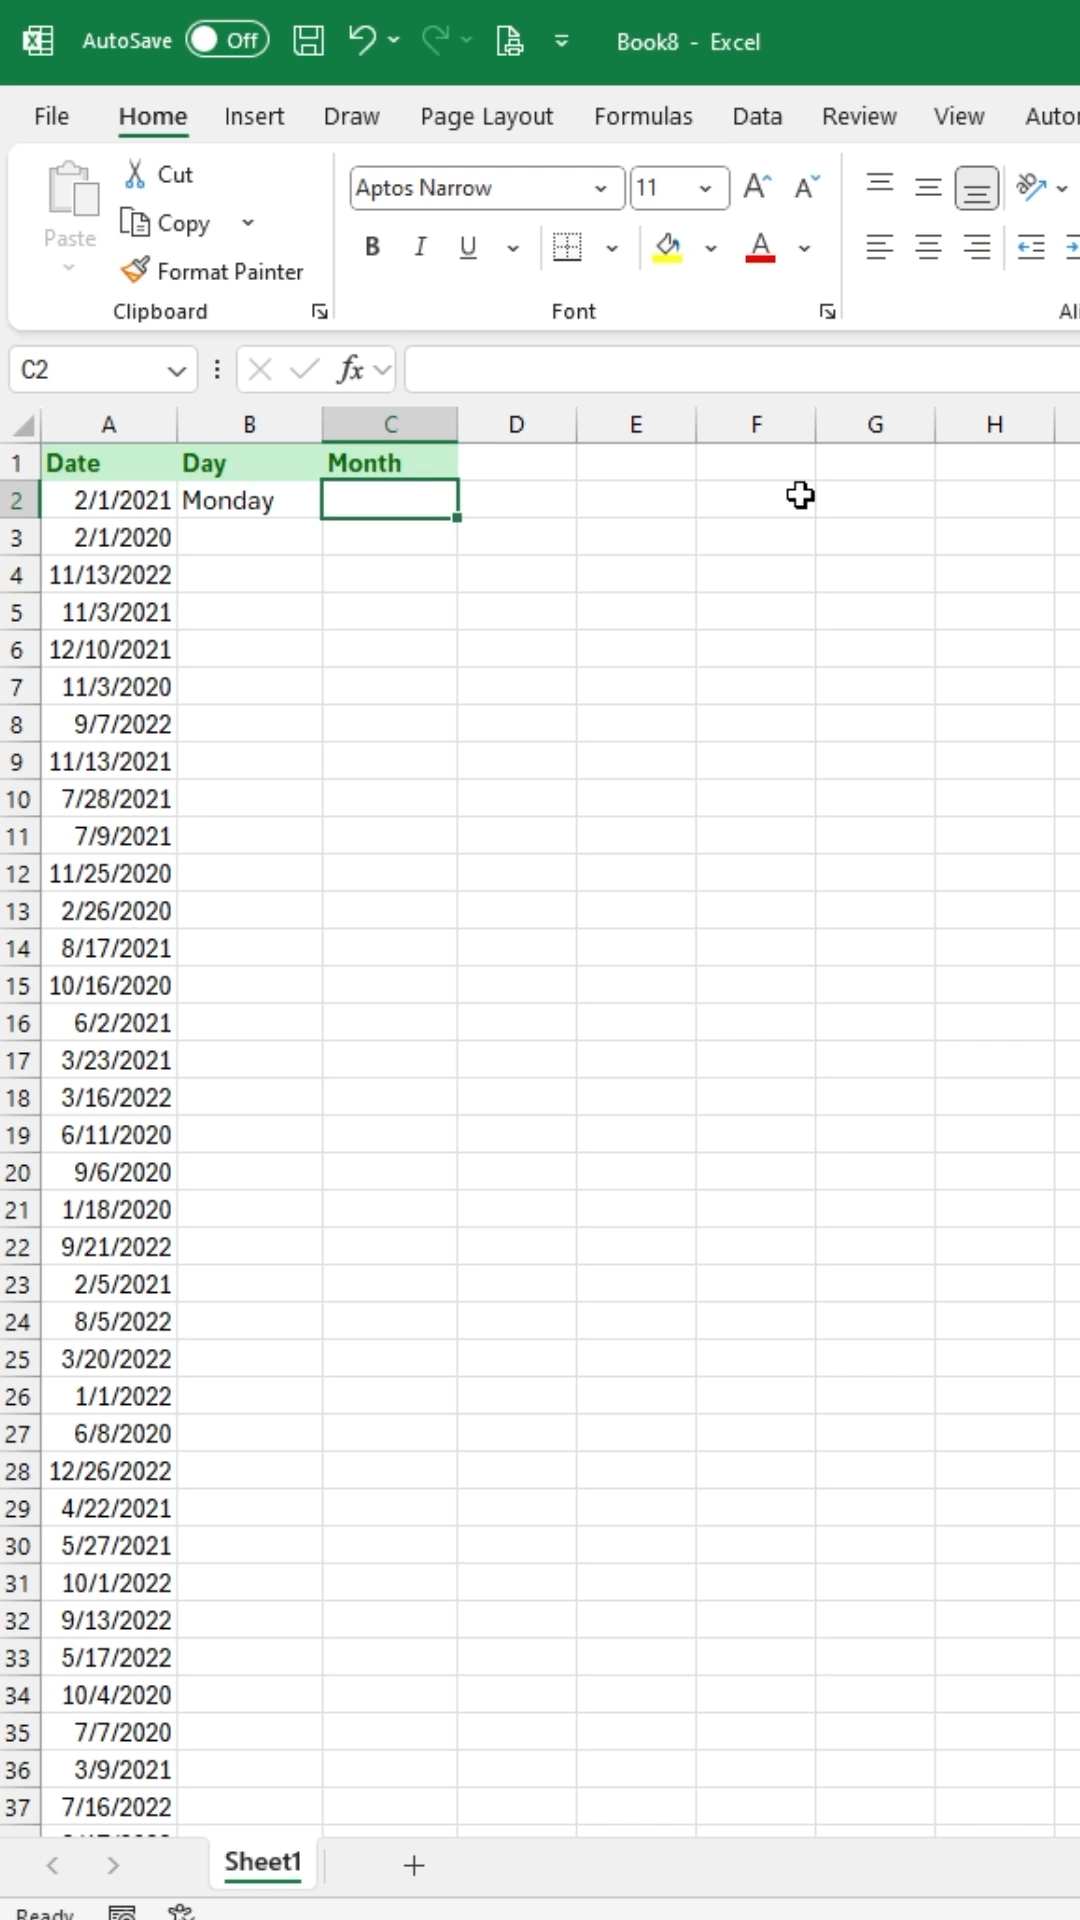 AutoSave Off Book8 - Excel
File Home Insert Draw Page Layout Formulas Data Review View Autor
Paste
Cut
Copy
Format Painter
Clipboard
Aptos Narrow 11
B I U A
Font
Ali
C2 fx
A B C D E F G H
1 Date Day Month
2 2/1/2021 Monday
3 2/1/2020
4 11/13/2022
5 11/3/2021
6 12/10/2021
7 11/3/2020
8 9/7/2022
9 11/13/2021
10 7/28/2021
11 7/9/2021
12 11/25/2020
13 2/26/2020
14 8/17/2021
15 10/16/2020
16 6/2/2021
17 3/23/2021
18 3/16/2022
19 6/11/2020
20 9/6/2020
21 1/18/2020
22 9/21/2022
23 2/5/2021
24 8/5/2022
25 3/20/2022
26 1/1/2022
27 6/8/2020
28 12/26/2022
29 4/22/2021
30 5/27/2021
31 10/1/2022
32 9/13/2022
33 5/17/2022
34 10/4/2020
35 7/7/2020
36 3/9/2021
37 7/16/2022
Sheet1
Ready